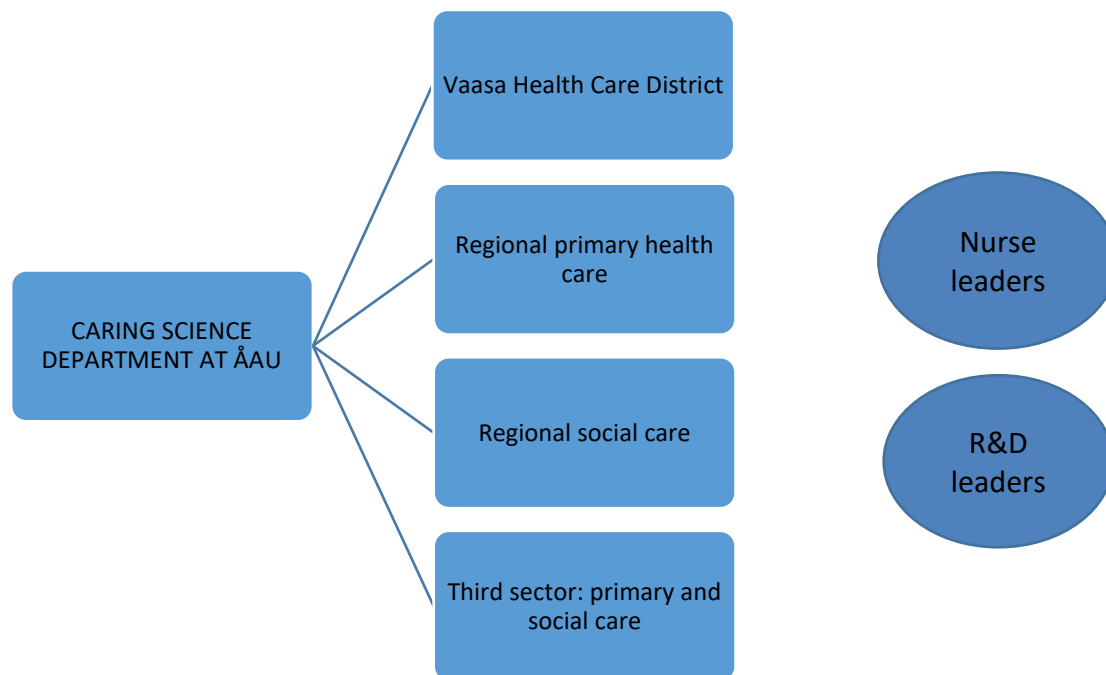 Vaasa Health Care District
Regional primary health
care
CARING SCIENCE
DEPARTMENT AT ÅAU
Regional social care
Third sector: primary and
social care
Nurse
leaders
R&D
leaders